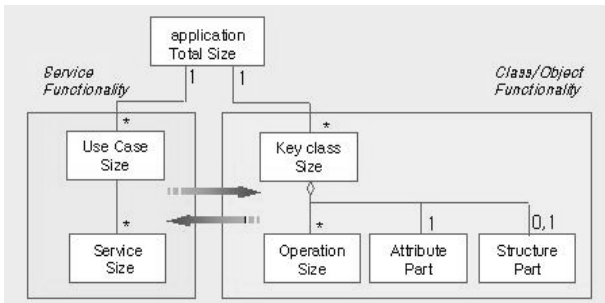 application
Total Size
Service
Functionality
1
1
Class/Object
Functionality
*
*
Use Case
Size
Key class
Size
*
*
1
0,1
Service
Size
Operation
Size
Attribute
Part
Structure
Part